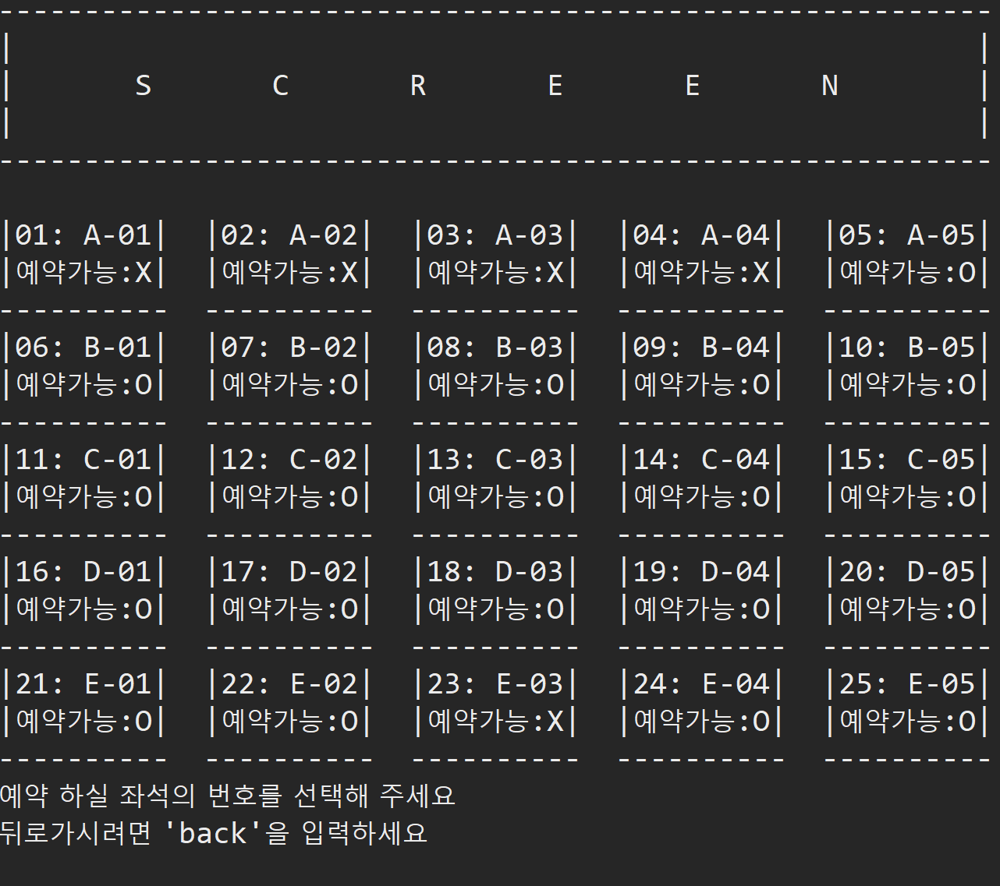 ----------------------------------------------------------
|                                                         |
|       S       C       R       E       E       N        |
|                                                         |
----------------------------------------------------------
|01: A-01|  |02: A-02|  |03: A-03|  |04: A-04|  |05: A-05|
|예약가능:X|  |예약가능:X|  |예약가능:X|  |예약가능:X|  |예약가능:O|
----------  ----------  ----------  ----------  ----------
|06: B-01|  |07: B-02|  |08: B-03|  |09: B-04|  |10: B-05|
|예약가능:O|  |예약가능:O|  |예약가능:O|  |예약가능:O|  |예약가능:O|
----------  ----------  ----------  ----------  ----------
|11: C-01|  |12: C-02|  |13: C-03|  |14: C-04|  |15: C-05|
|예약가능:O|  |예약가능:O|  |예약가능:O|  |예약가능:O|  |예약가능:O|
----------  ----------  ----------  ----------  ----------
|16: D-01|  |17: D-02|  |18: D-03|  |19: D-04|  |20: D-05|
|예약가능:O|  |예약가능:O|  |예약가능:O|  |예약가능:O|  |예약가능:O|
----------  ----------  ----------  ----------  ----------
|21: E-01|  |22: E-02|  |23: E-03|  |24: E-04|  |25: E-05|
|예약가능:O|  |예약가능:O|  |예약가능:X|  |예약가능:O|  |예약가능:O|
----------  ----------  ----------  ----------  ----------
예약 하실 좌석의 번호를 선택해 주세요
뒤로가시려면 'back'을 입력하세요